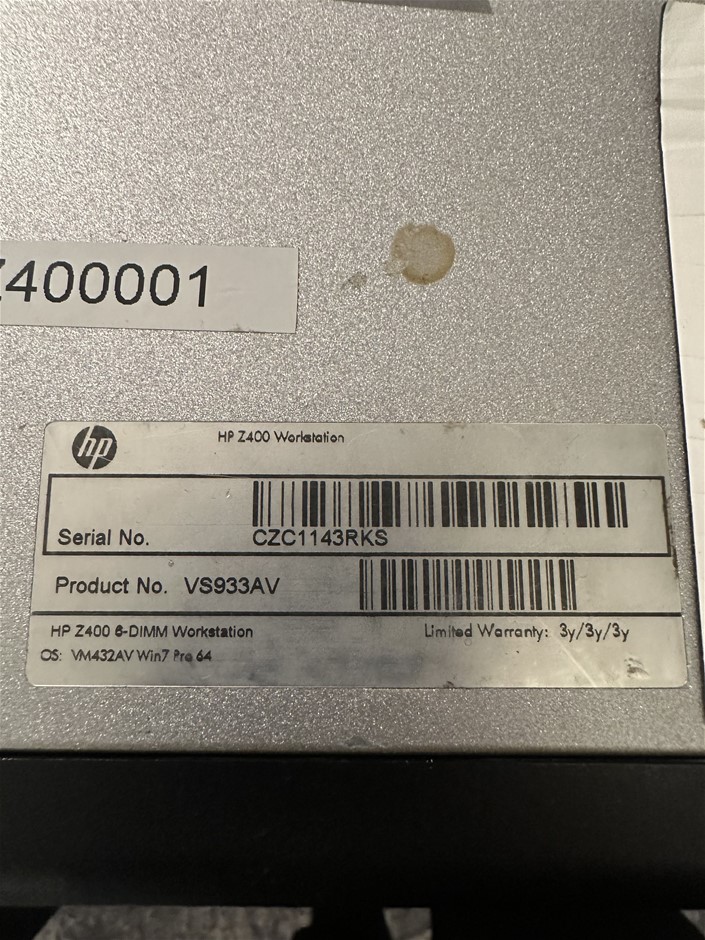 Z400001
hp
HP Z400 Workstation
Serial No. CZC1143RKS
Product No. VS933AV
HP Z400 6-DIMM Workstation
Limited Warranty: 3y/3y/3y
OS: VM432AV Win7 Pro 64